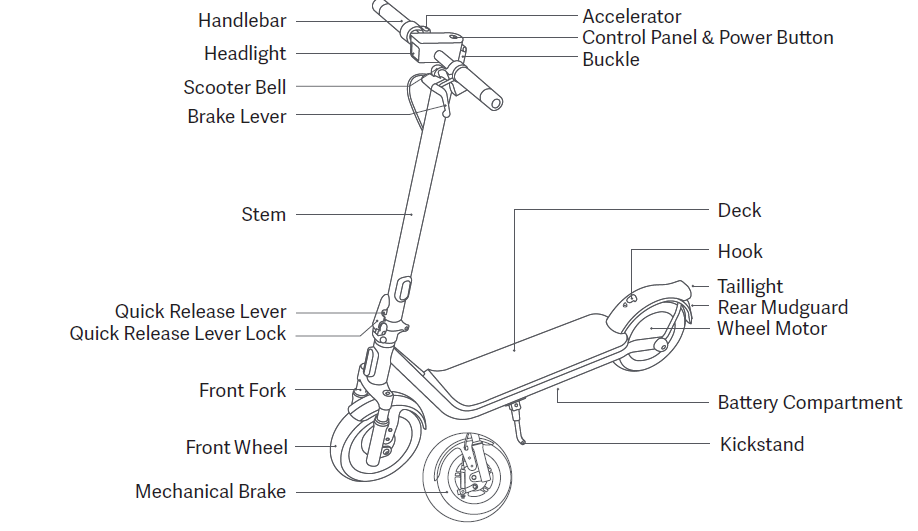 Handlebar
Headlight
Scooter Bell
Brake Lever
Stem
Quick Release Lever
Quick Release Lever Lock
Front Fork
Front Wheel
Mechanical Brake
Accelerator
Control Panel & Power Button
Buckle
Deck
Hook
Taillight
Rear Mudguard
Wheel Motor
Battery Compartment
Kickstand